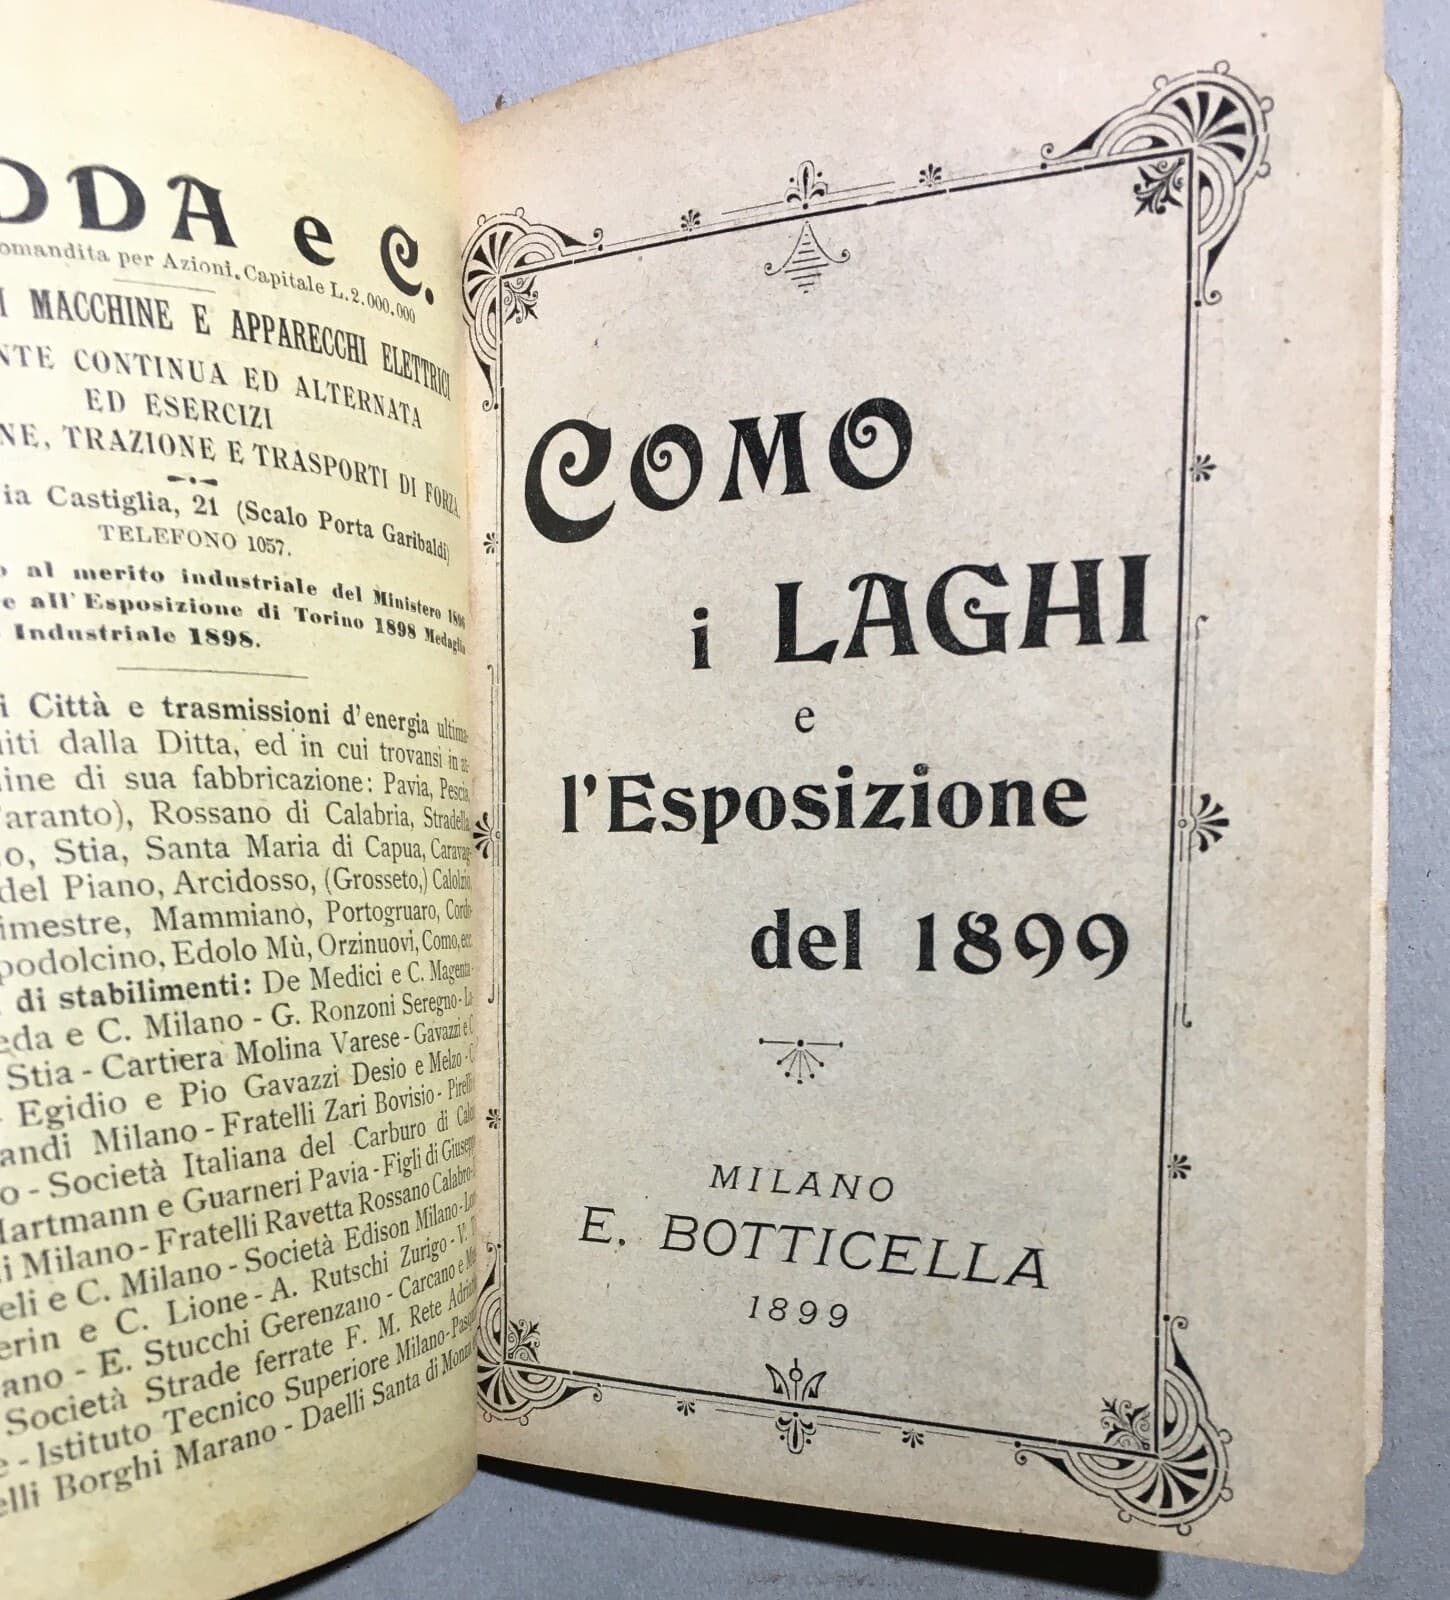 e C.
per Azioni. Capitale L. 2.000.000
MACCHINE E APPARECCHI ELETTRICI
CONTINUA ED ALTERNATA
ED ESERCIZI
TRAZIONE E TRASPORTI DI FORZA.
Castiglia, 21 (Scalo Porta Garibaldi)
TELEFONO 1057.
al merito industriale del Ministero
all'Esposizione di Torino 1898 Medaglia
Industriale 1898.
Città e trasmissioni d'energia
dalla Ditta, ed in cui trovansi in
di sua fabbricazione: Pavia, Pescia,
Rossano di Calabria, Stradella,
Stia, Santa Maria di Capua,
del Piano, Arcidosso, (Grosseto,) Calolzio,
Mammiano, Portogruaro,
Edolo Mù, Orzinuovi, Como, ecc.
di stabilimenti: De Medici e C. Magenta -
e C. Milano - G. Ronzoni Seregno -
Stia - Cartiera Molina Varese - Gavazzi e C.
Egidio e Pio Gavazzi Desio e Melzo -
Milano - Fratelli Zari Bovisio -
- Società Italiana del Carburo di
Hartmann e Guarneri Pavia - Figli di
Milano - Fratelli Ravetta Rossano
e C. Milano - Società Edison Milano -
e C. Lione - A. Rutschi Zurigo - V.
- E. Stucchi Gerenzano - Carcano e
Società Strade ferrate F. M. Rete
- Istituto Tecnico Superiore Milano -
Borghi Marano - Daelli Santa di Monza
COMO
i LAGHI
e
l'Esposizione
del 1899
MILANO
E. BOTTICELLA
1899